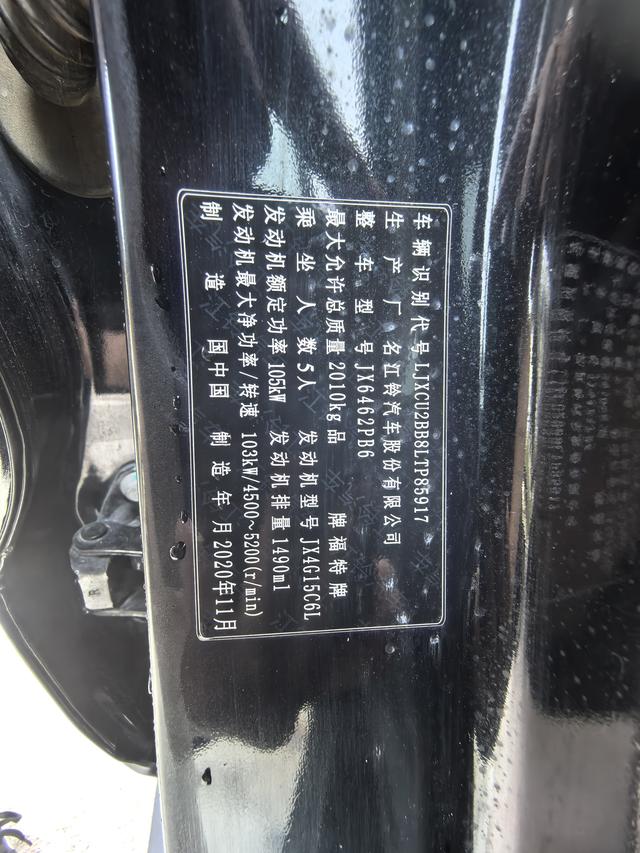 车辆识别代号 LJXCU2BB8LTP85917
生产厂名 江铃汽车股份有限公司
整车型号 JX6462PB6
最大允许总质量 2010kg 品牌 福特牌
乘坐人数 5人 发动机型号 JX4G15C6L
发动机额定功率 105kW 发动机排量 1490ml
发动机最大净功率/转速 103kW/4500~5200(r/min)
制造国 中国 制造年月 2020年11月